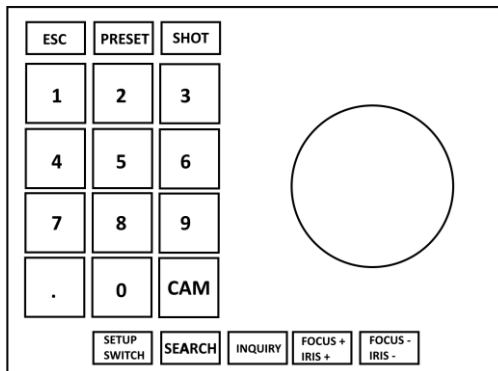 ESC PRESET SHOT
1 2 3
4 5 6
7 8 9
. 0 CAM
SETUP SWITCH SEARCH INQUIRY FOCUS + IRIS + FOCUS - IRIS -